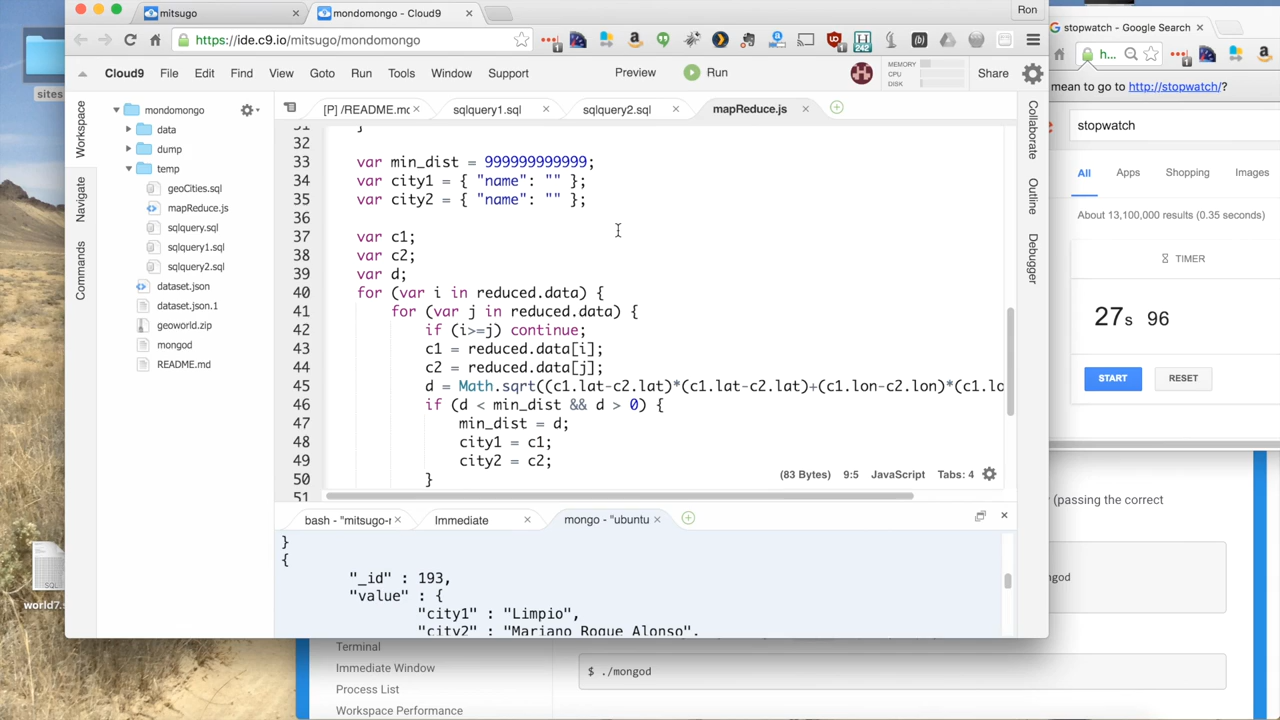 mitsugo
mondomongo - Cloud9
Ron
https://ide.c9.io/mitsugo/mondomongo
242
Cloud9 File Edit Find View Goto Run Tools Window Support
Preview
Run
MEMORY
CPU
DISK
Share
Workspace
Navigate
Commands
mondomongo
data
dump
temp
geoCities.sql
mapReduce.js
sqlquery.sql
sqlquery1.sql
sqlquery2.sql
dataset.json
dataset.json.1
geoworld.zip
mongod
README.md
[P] /README.mc
sqlquery1.sql
sqlquery2.sql
mapReduce.js
31 }
32
33 var min_dist = 999999999999;
34 var city1 = { "name": "" };
35 var city2 = { "name": "" };
36
37 var c1;
38 var c2;
39 var d;
40 for (var i in reduced.data) {
41 for (var j in reduced.data) {
42 if (i>=j) continue;
43 c1 = reduced.data[i];
44 c2 = reduced.data[j];
45 d = Math.sqrt((c1.lat-c2.lat)*(c1.lat-c2.lat)+(c1.lon-c2.lon)*(c1.lo
46 if (d < min_dist && d > 0) {
47 min_dist = d;
48 city1 = c1;
49 city2 = c2;
50 }
51
(83 Bytes) 9:5 JavaScript Tabs: 4
Collaborate
Outline
Debugger
bash - "mitsugo-r
Immediate
mongo - "ubuntu
}
{
"_id" : 193,
"value" : {
"city1" : "Limpio",
"city2" : "Mariano Roque Alonso",
sites
world7.s
SQL
stopwatch - Google Search
h...
mean to go to http://stopwatch/?
stopwatch
All Apps Shopping Images
About 13,100,000 results (0.35 seconds)
TIMER
27s 96
START RESET
y (passing the correct
ngod
$ ./mongod
Terminal
Immediate Window
Process List
Workspace Performance